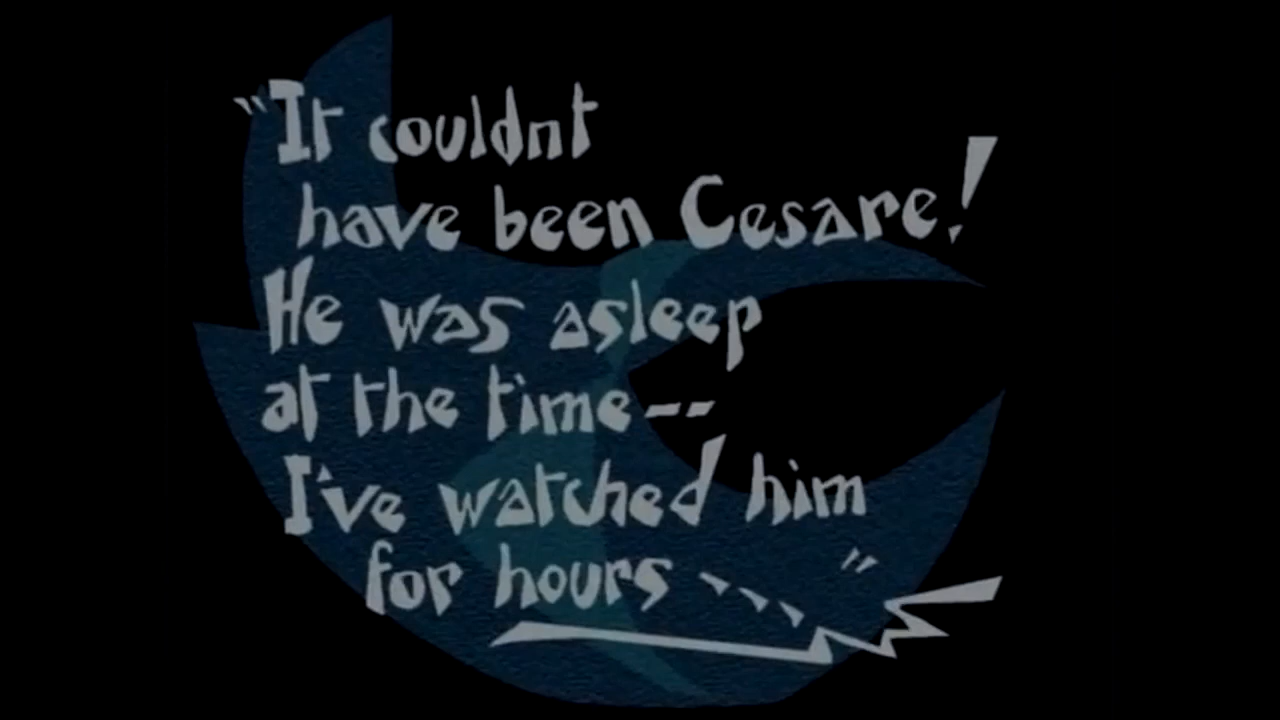 "It couldnt
have been Cesare!
He was asleep
at the time--
I've watched him
for hours ----"